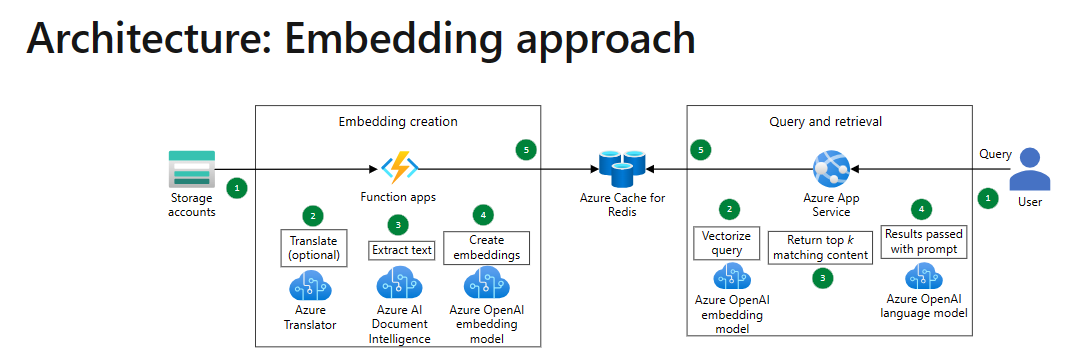 Architecture: Embedding approach
Embedding creation
Query and retrieval
5
5
Query
1
Storage
accounts
Function apps
Azure Cache for
Redis
Azure App
Service
1
User
2
3
4
2
4
Translate
(optional)
Extract text
Create
embeddings
Vectorize
query
Return top k
matching content
Results passed
with prompt
3
Azure
Translator
Azure AI
Document
Intelligence
Azure OpenAI
embedding
model
Azure OpenAI
embedding
model
Azure OpenAI
language model